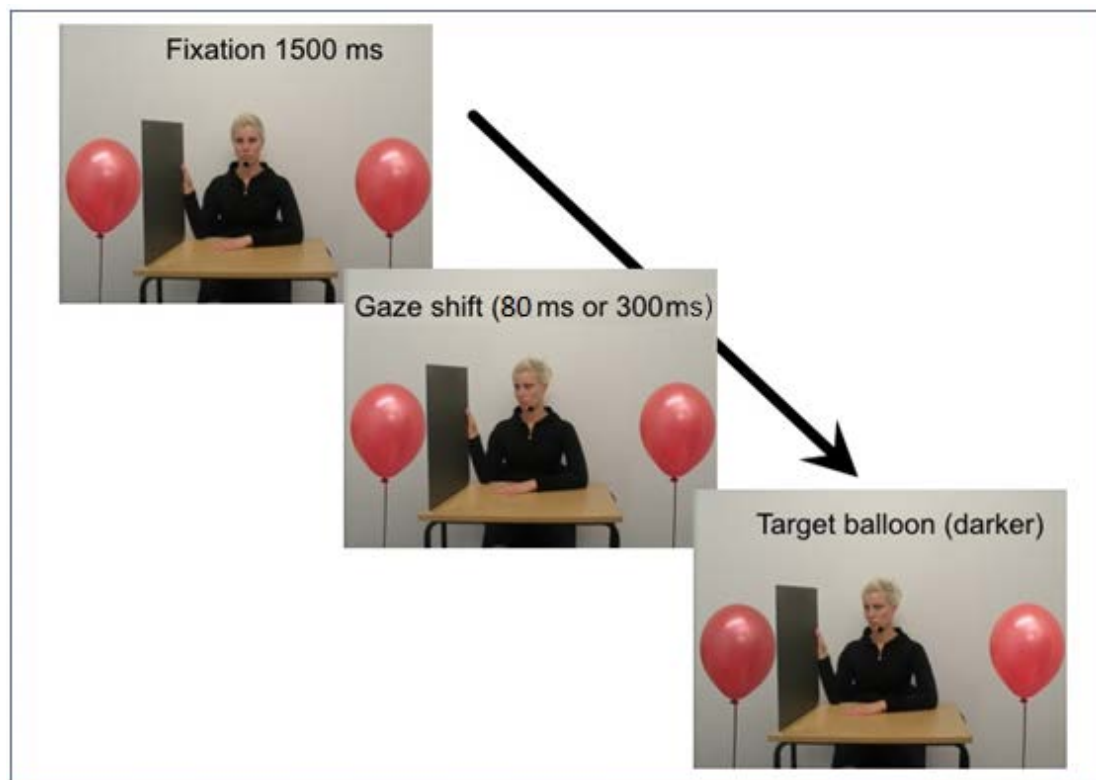 Fixation 1500 ms
Gaze shift (80 ms or 300 ms)
Target balloon (darker)